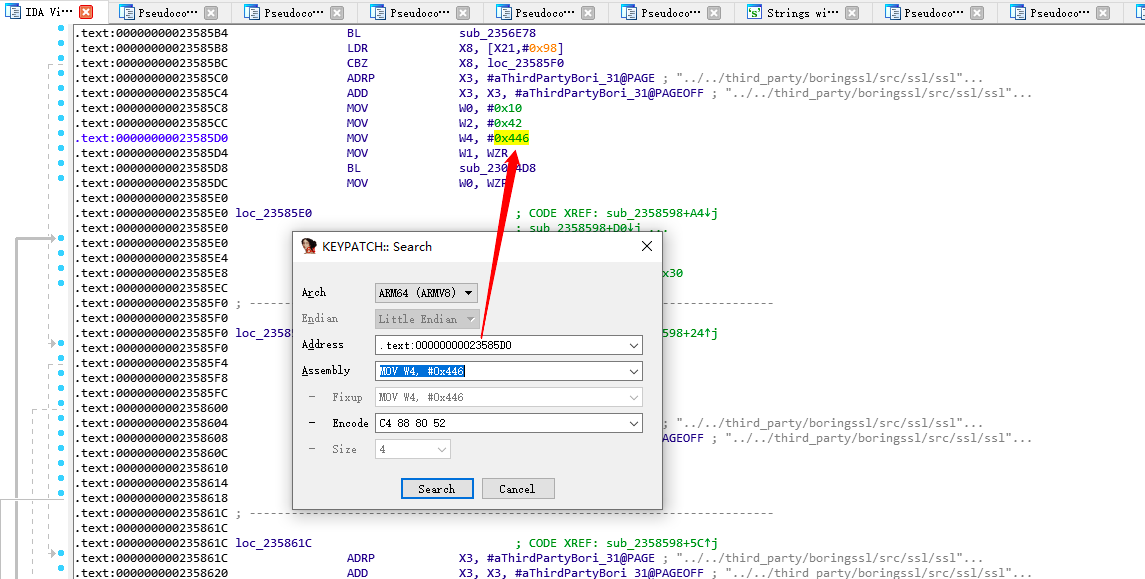 IDA Vi··· Pseudoco··· Pseudoco··· Pseudoco··· Pseudoco··· Pseudoco··· Strings wi··· Pseudoco··· Pseudoco···
.text:00000000023585B4 BL sub_2356E78
.text:00000000023585B8 LDR X8, [X21,#0x98]
.text:00000000023585BC CBZ X8, loc_23585F0
.text:00000000023585C0 ADRP X3, #aThirdPartyBori_31@PAGE ; "../../third_party/boringssl/src/ssl/ssl"...
.text:00000000023585C4 ADD X3, X3, #aThirdPartyBori_31@PAGEOFF ; "../../third_party/boringssl/src/ssl/ssl"...
.text:00000000023585C8 MOV W0, #0x10
.text:00000000023585CC MOV W2, #0x42
.text:00000000023585D0 MOV W4, #0x446
.text:00000000023585D4 MOV W1, WZR
.text:00000000023585D8 BL
.text:00000000023585DC MOV W0, WZR
.text:00000000023585E0
.text:00000000023585E0 loc_23585E0 ; CODE XREF: sub_2358598+A4↓j
.text:00000000023585E0 ; sub_2358598+D0↓j ...
.text:00000000023585E0
.text:00000000023585E4
.text:00000000023585E8 x30
.text:00000000023585EC
.text:00000000023585F0 ; ---------------------------------------------------------------------------
.text:00000000023585F0
.text:00000000023585F0 loc_2358 598+24↑j
.text:00000000023585F0
.text:00000000023585F4
.text:00000000023585F8
.text:00000000023585FC
.text:0000000002358600
.text:0000000002358604 ; "../../third_party/boringssl/src/ssl/ssl"...
.text:0000000002358608 AGEOFF ; "../../third_party/boringssl/src/ssl/ssl"...
.text:000000000235860C
.text:0000000002358610
.text:0000000002358614
.text:0000000002358618
.text:000000000235861C ; ---------------------------------------------------------------------------
.text:000000000235861C
.text:000000000235861C loc_235861C ; CODE XREF: sub_2358598+5C↑j
.text:000000000235861C ADRP X3, #aThirdPartyBori_31@PAGE ; "../../third_party/boringssl/src/ssl/ssl"...
.text:0000000002358620 ADD X3, X3, #aThirdPartyBori_31@PAGEOFF ; "../../third_party/boringssl/src/ssl/ssl"...
KEYPATCH:: Search
Arch ARM64 (ARMV8)
Endian Little Endian
Address .text:00000000023585D0
Assembly MOV W4, #0x446
- Fixup MOV W4, #0x446
- Encode C4 88 80 52
- Size 4
Search Cancel